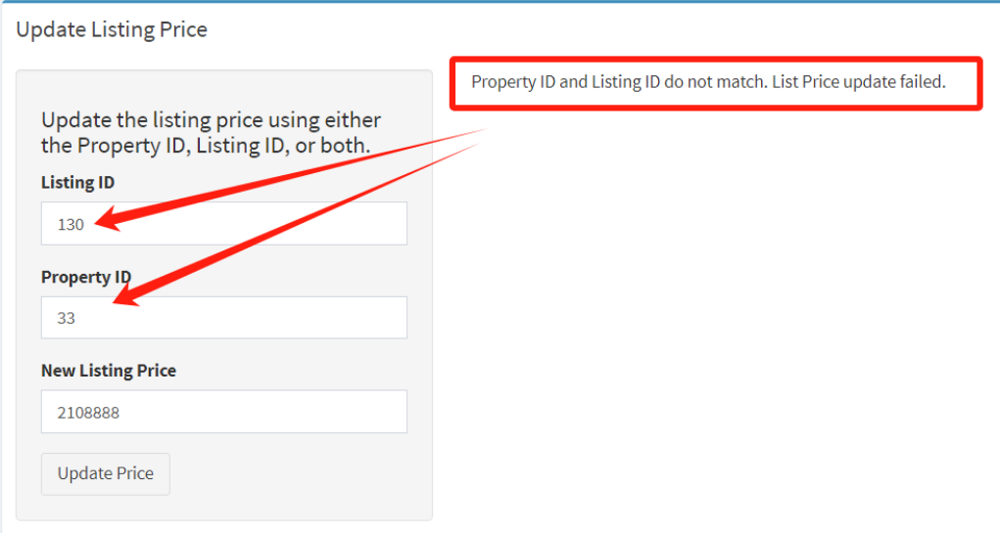 Update Listing Price
Property ID and Listing ID do not match. List Price update failed.
Update the listing price using either
the Property ID, Listing ID, or both.
Listing ID
130
Property ID
33
New Listing Price
2108888
Update Price